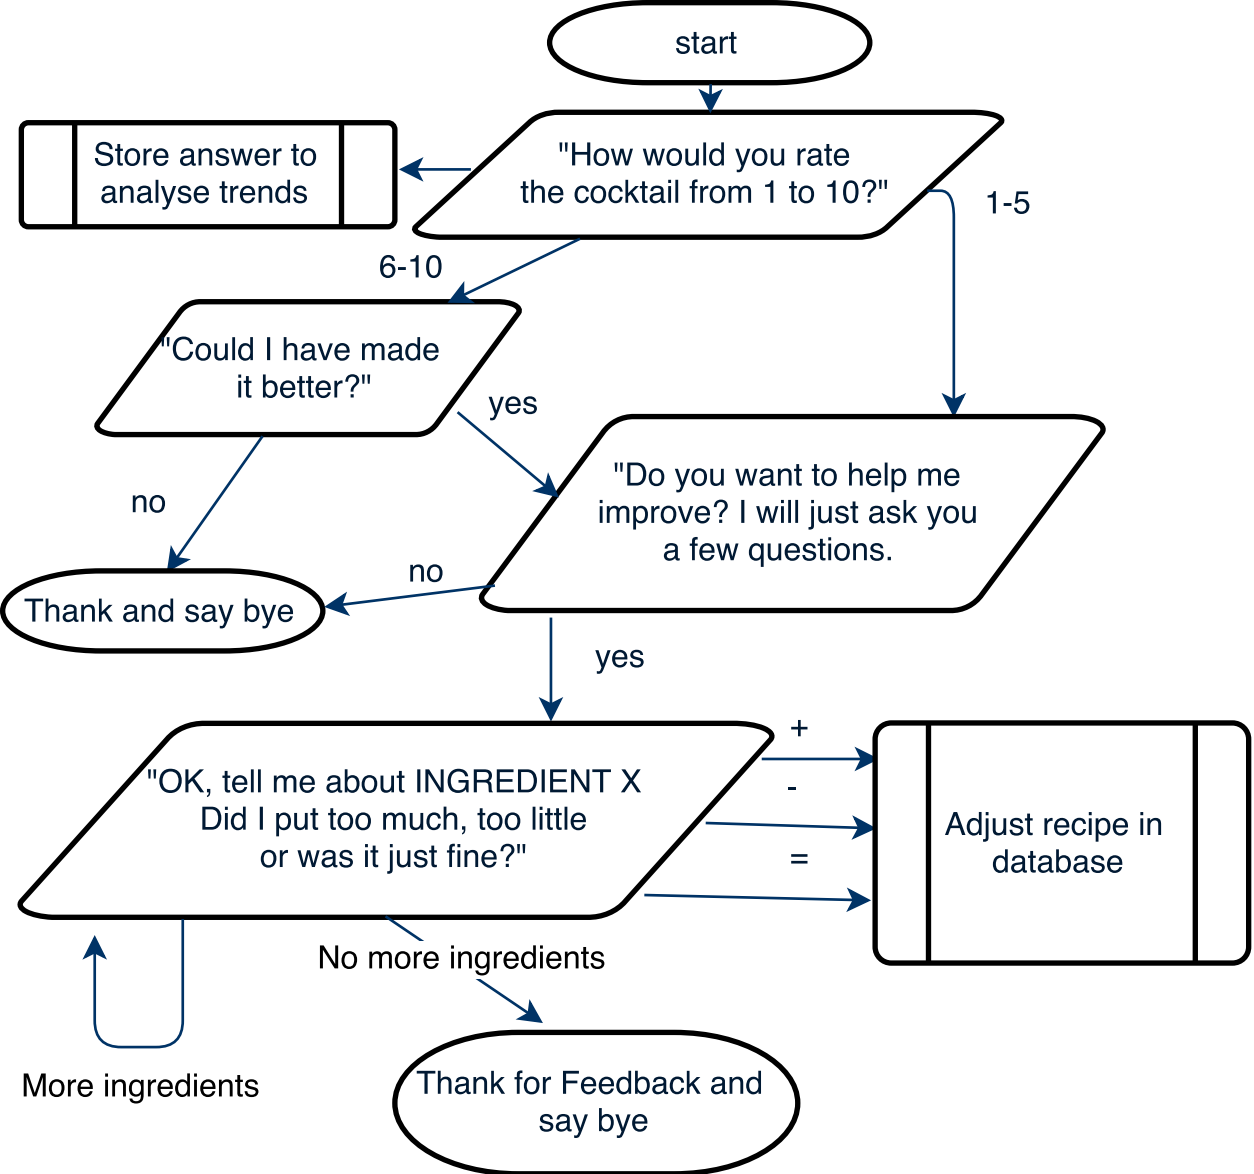 start
"How would you rate
the cocktail from 1 to 10?"
Store answer to
analyse trends
1-5
6-10
"Could I have made
it better?"
yes
"Do you want to help me
improve? I will just ask you
a few questions.
no
no
Thank and say bye
yes
"OK, tell me about INGREDIENT X
Did I put too much, too little
or was it just fine?"
+
-
=
Adjust recipe in
database
No more ingredients
More ingredients
Thank for Feedback and
say bye